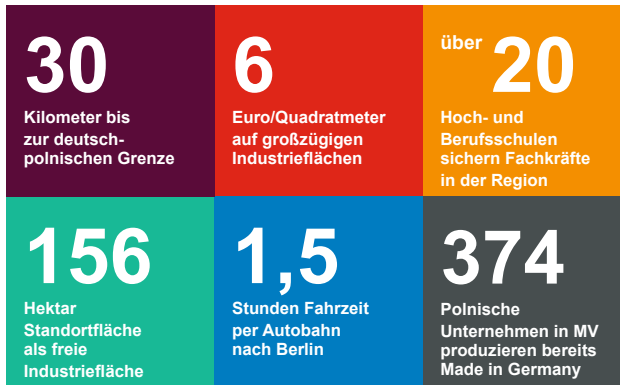 30
Kilometer bis
zur deutsch-
polnischen Grenze
6
Euro/Quadratmeter
auf großzügigen
Industrieflächen
über 20
Hoch- und
Berufsschulen
sichern Fachkräfte
in der Region
156
Hektar
Standortfläche
als freie
Industriefläche
1,5
Stunden Fahrzeit
per Autobahn
nach Berlin
374
Polnische
Unternehmen in MV
produzieren bereits
Made in Germany